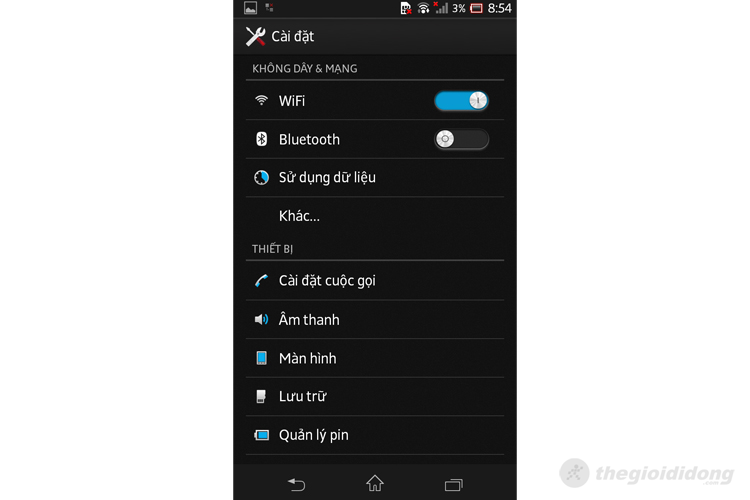 3% 8:54
Cài đặt
KHÔNG DÂY & MẠNG
WiFi
Bluetooth
Sử dụng dữ liệu
Khác...
THIẾT BỊ
Cài đặt cuộc gọi
Âm thanh
Màn hình
Lưu trữ
Quản lý pin
thegioididong
.com